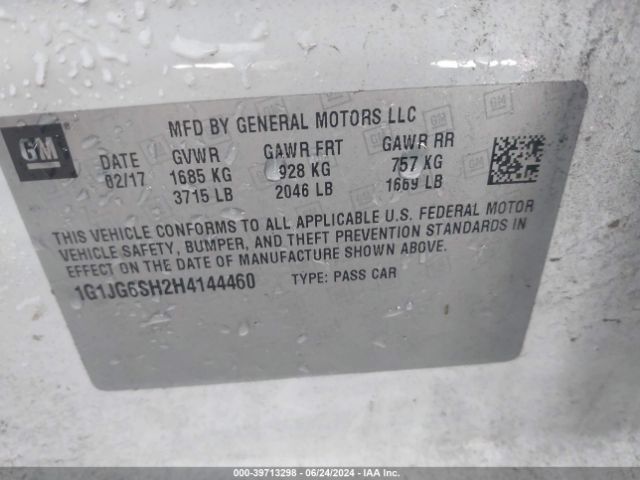 GM
MFD BY GENERAL MOTORS LLC
DATE GVWR GAWR FRT GAWR RR
02/17 1685 KG 928 KG 757 KG
3715 LB 2046 LB 1669 LB
THIS VEHICLE CONFORMS TO ALL APPLICABLE U.S. FEDERAL MOTOR
VEHICLE SAFETY, BUMPER, AND THEFT PREVENTION STANDARDS IN
EFFECT ON THE DATE OF MANUFACTURE SHOWN ABOVE.
1G1JG6SH2H4144460 TYPE: PASS CAR
000-39713298 - 06/24/2024 - IAA Inc.